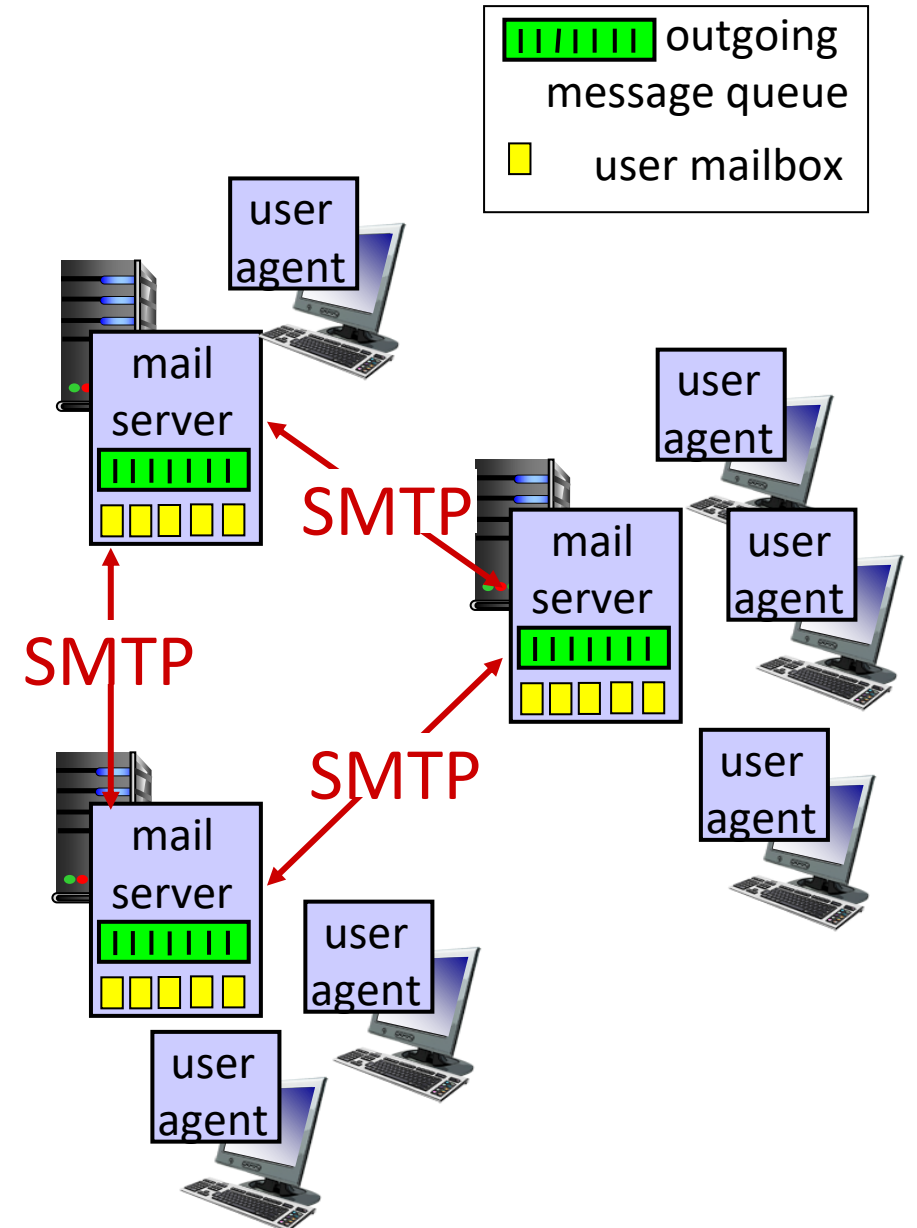 outgoing
message queue
user mailbox
user
agent
mail
server
SMTP
user
agent
mail
server
user
agent
SMTP
user
agent
SMTP
mail
server
user
agent
user
agent